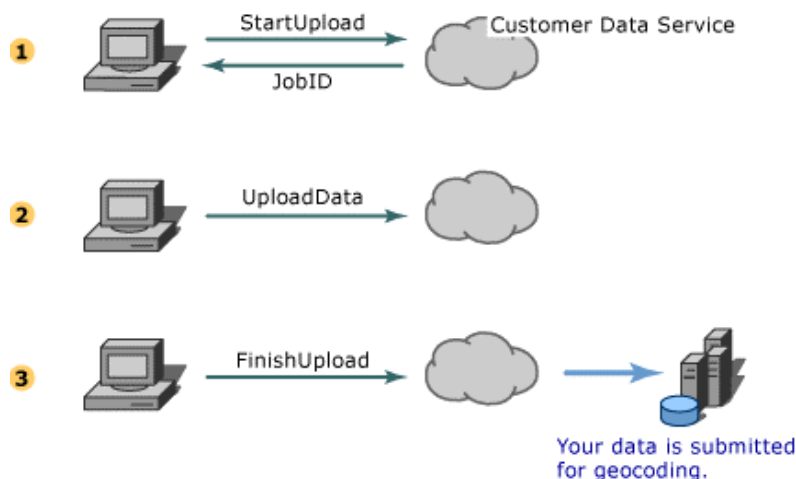 StartUpload
Customer Data Service
1
JobID
UploadData
2
FinishUpload
3
Your data is submitted
for geocoding.